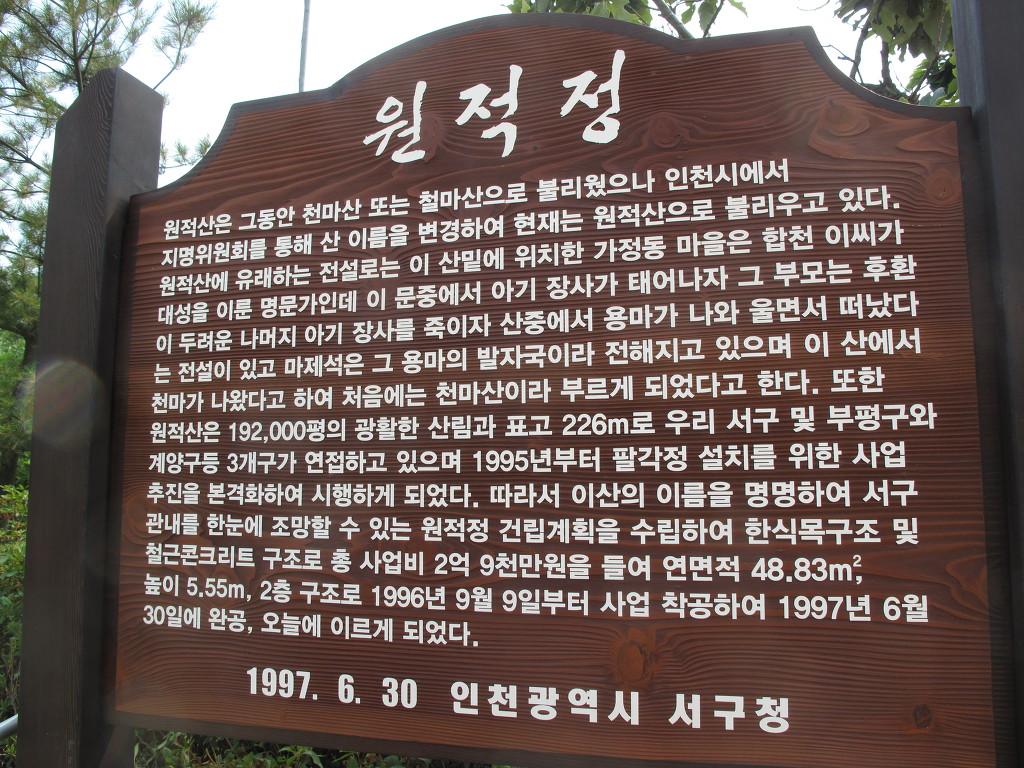 원적정
원적산은 그동안 천마산 또는 철마산으로 불리웠으나 인천시에서
지명위원회를 통해 산 이름을 변경하여 현재는 원적산으로 불리우고 있다.
원적산에 유래하는 전설로는 이 산밑에 위치한 가정동 마을은 합천 이씨가
대성을 이룬 명문가인데 이 문중에서 아기 장사가 태어나자 그 부모는 후환
이 두려운 나머지 아기 장사를 죽이자 산중에서 용마가 나와 울면서 떠났다
는 전설이 있고 마제석은 그 용마의 발자국이라 전해지고 있으며 이 산에서
천마가 나왔다고 하여 처음에는 천마산이라 부르게 되었다고 한다. 또한
원적산은 192,000평의 광활한 산림과 표고 226m로 우리 서구 및 부평구와
계양구등 3개구가 연접하고 있으며 1995년부터 팔각정 설치를 위한 사업
추진을 본격화하여 시행하게 되었다. 따라서 이산의 이름을 명명하여 서구
관내를 한눈에 조망할 수 있는 원적정 건립계획을 수립하여 한식목구조 및
철근콘크리트 구조로 총 사업비 2억 9천만원을 들여 연면적 48.83m²,
높이 5.55m, 2층 구조로 1996년 9월 9일부터 사업 착공하여 1997년 6월
30일에 완공, 오늘에 이르게 되었다.
1997. 6. 30 인천광역시 서구청